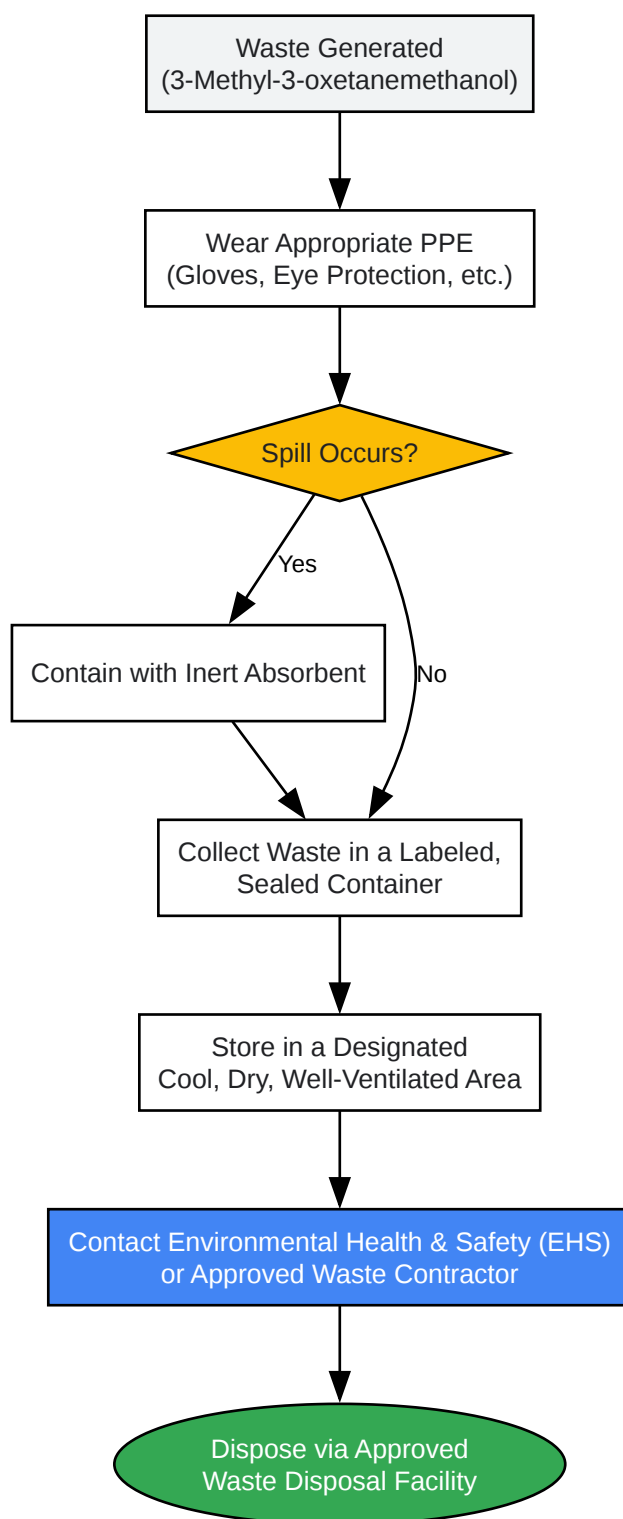 Waste Generated
(3-Methyl-3-oxetanemethanol)
Wear Appropriate PPE
(Gloves, Eye Protection, etc.)
Spill Occurs?
Yes
Contain with Inert Absorbent
No
Collect Waste in a Labeled,
Sealed Container
Store in a Designated
Cool, Dry, Well-Ventilated Area
Contact Environmental Health & Safety (EHS)
or Approved Waste Contractor
Dispose via Approved
Waste Disposal Facility